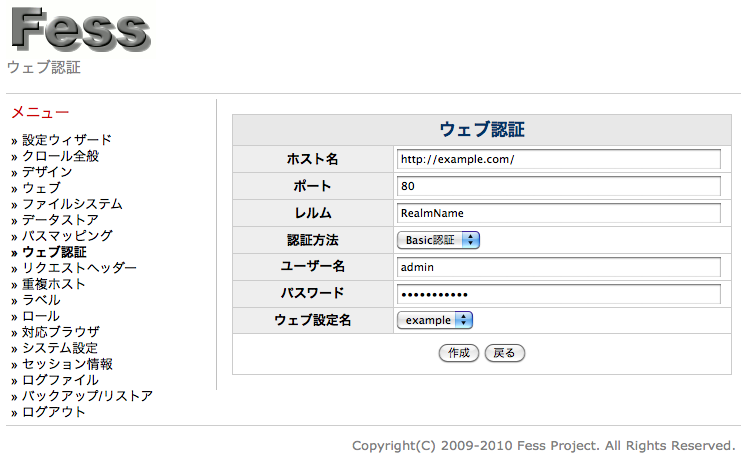 Fess
ウェブ認証
メニュー
» 設定ウィザード
» クロール全般
» デザイン
» ウェブ
» ファイルシステム
» データストア
» パスマッピング
» ウェブ認証
» リクエストヘッダー
» 重複ホスト
» ラベル
» ロール
» 対応ブラウザ
» システム設定
» セッション情報
» ログファイル
» バックアップ/リストア
» ログアウト
ウェブ認証
ホスト名 http://example.com/
ポート 80
レルム RealmName
認証方法 Basic認証
ユーザー名 admin
パスワード •••••••••••
ウェブ設定名 example
作成 戻る
Copyright(C) 2009-2010 Fess Project. All Rights Reserved.